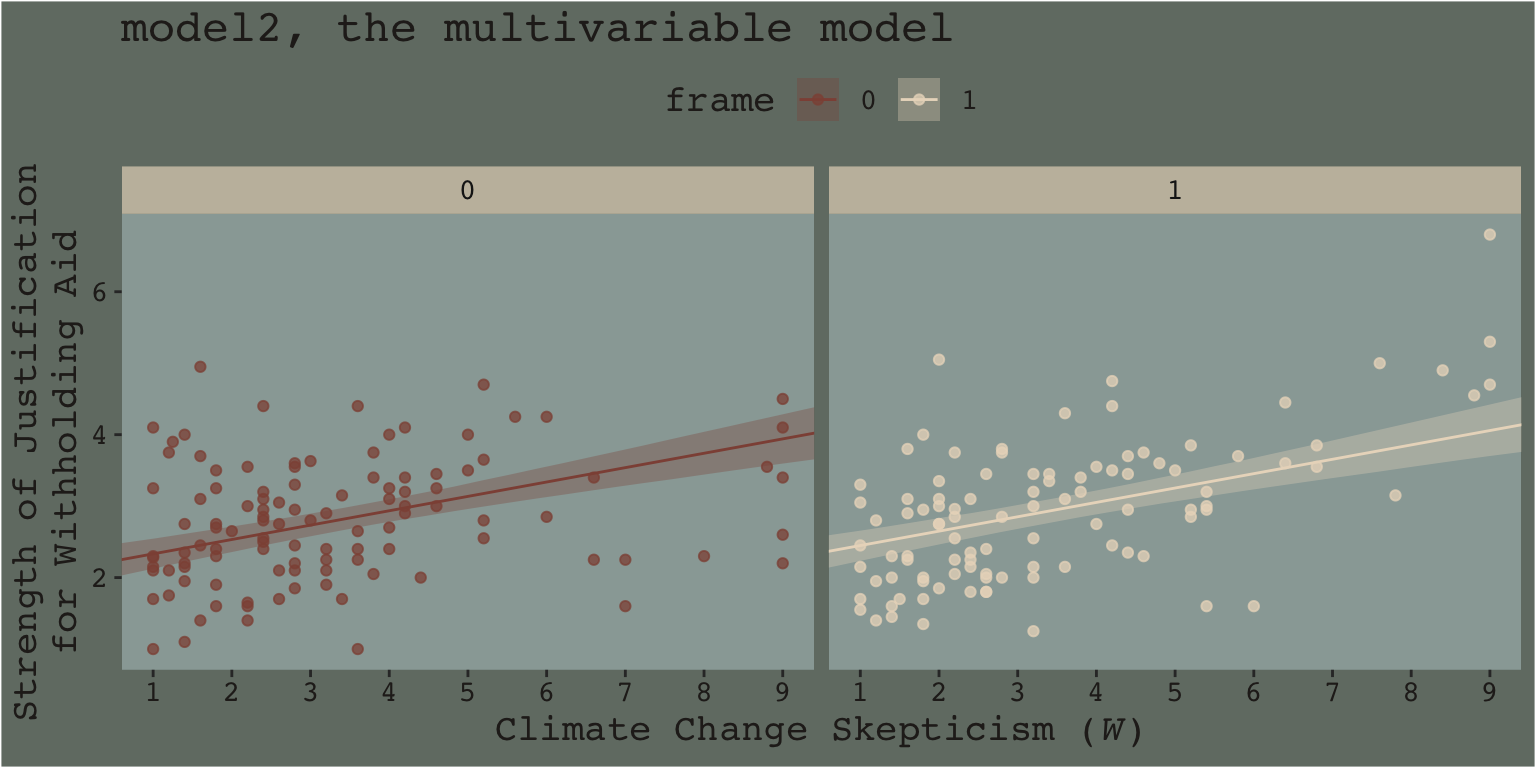 model2, the multivariable model
frame 0 1
Strength of Justification
for Withholding Aid
0
1
6
4
2
1 2 3 4 5 6 7 8 9
1 2 3 4 5 6 7 8 9
Climate Change Skepticism (W)